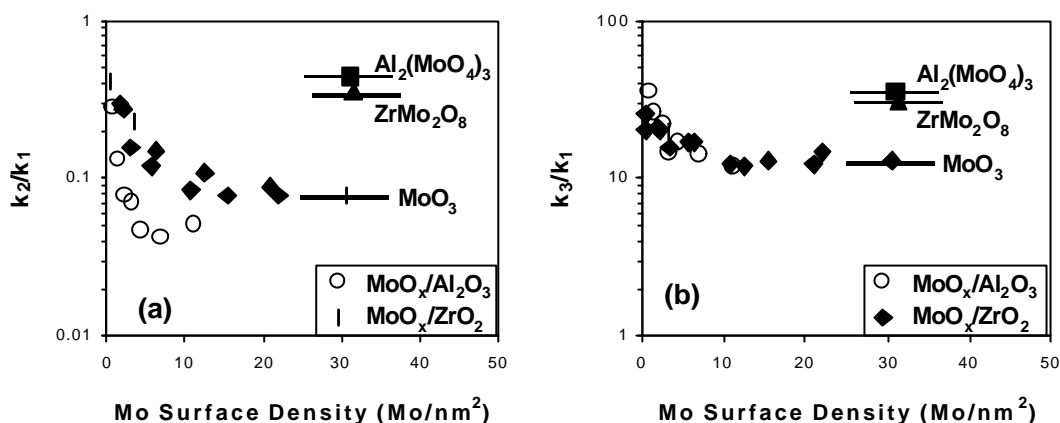 1
0.1
0.01
k₂/k₁
Al₂(MoO₄)₃
ZrMo₂O₈
MoO₃
(a)
MoOₓ/Al₂O₃
MoOₓ/ZrO₂
0 10 20 30 40 50
Mo Surface Density (Mo/nm²)
100
10
1
k₃/k₁
Al₂(MoO₄)₃
ZrMo₂O₈
MoO₃
(b)
MoOₓ/Al₂O₃
MoOₓ/ZrO₂
0 10 20 30 40 50
Mo Surface Density (Mo/nm²)